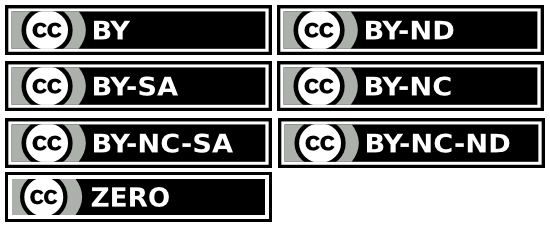 CC BY
CC BY-ND
CC BY-SA
CC BY-NC
CC BY-NC-SA
CC BY-NC-ND
CC ZERO